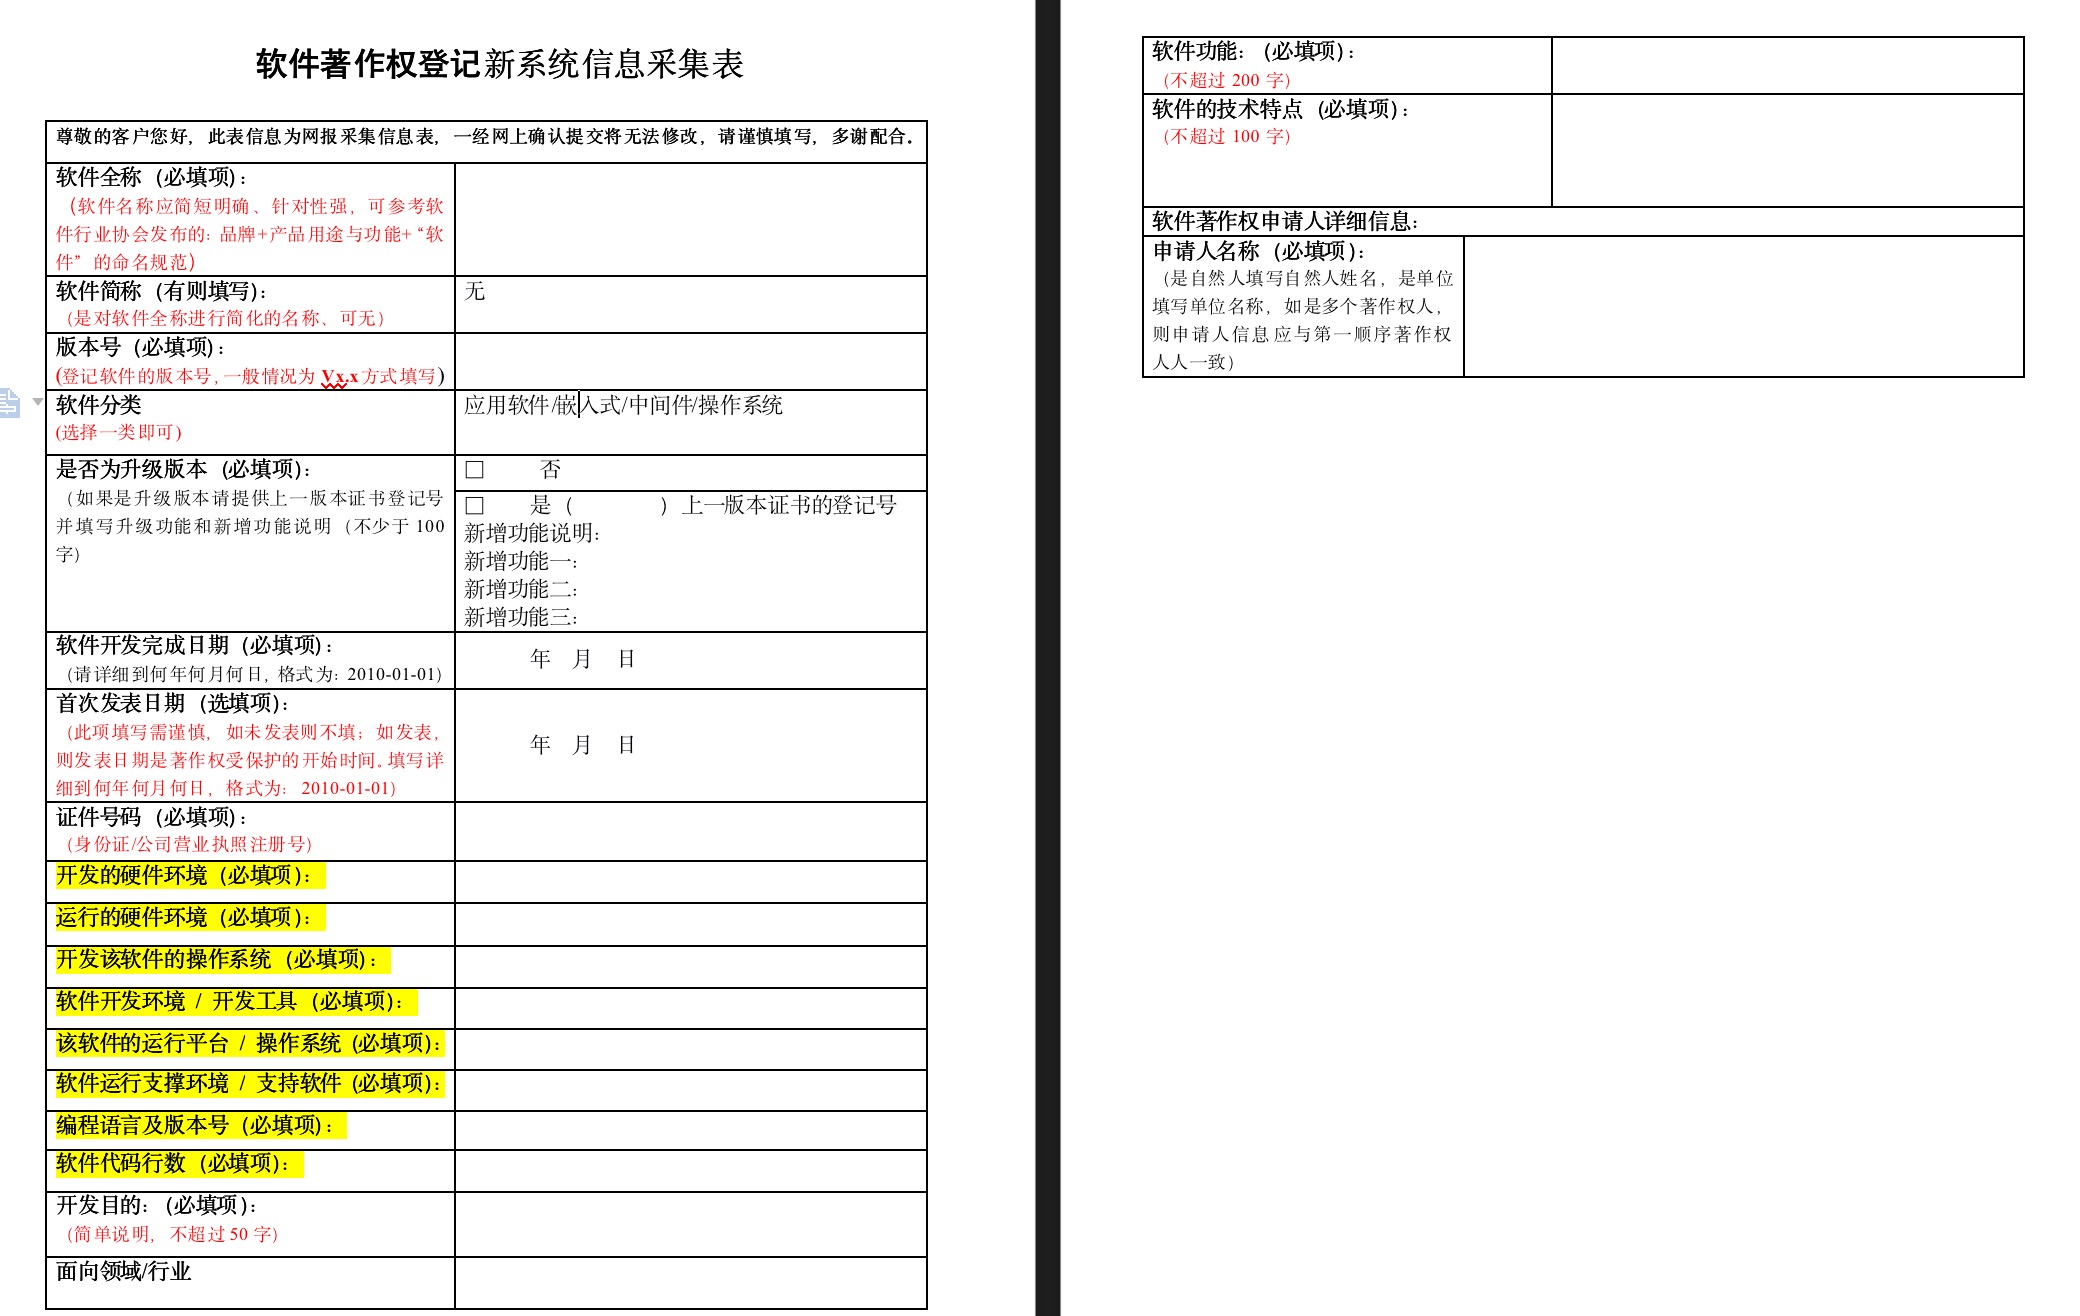 软件著作权登记新系统信息采集表
尊敬的客户您好，此表信息为网报采集信息表，一经网上确认提交将无法修改，请谨慎填写，多谢配合。
软件全称（必填项）：
（软件名称应简短明确、针对性强，可参考软
件行业协会发布的：品牌+产品用途与功能+“软
件”的命名规范）
软件简称（有则填写）：
无
（是对软件全称进行简化的名称、可无）
版本号（必填项）：
(登记软件的版本号,一般情况为 Vx.x 方式填写)
软件分类
应用软件/嵌入式/中间件/操作系统
(选择一类即可)
是否为升级版本（必填项）：
（如果是升级版本请提供上一版本证书登记号
并填写升级功能和新增功能说明（不少于 100
字）
□ 否
□ 是（ ）上一版本证书的登记号
新增功能说明：
新增功能一：
新增功能二：
新增功能三：
软件开发完成日期（必填项）：
（请详细到何年何月何日, 格式为：2010-01-01）
年 月 日
首次发表日期（选填项）：
（此项填写需谨慎，如未发表则不填；如发表，
则发表日期是著作权受保护的开始时间。填写详
细到何年何月何日，格式为： 2010-01-01）
年 月 日
证件号码（必填项）：
（身份证/公司营业执照注册号）
开发的硬件环境（必填项）：
运行的硬件环境（必填项）：
开发该软件的操作系统（必填项）：
软件开发环境 / 开发工具（必填项）：
该软件的运行平台 / 操作系统（必填项）：
软件运行支撑环境 / 支持软件（必填项）：
编程语言及版本号（必填项）：
软件代码行数（必填项）：
开发目的：（必填项）：
（简单说明，不超过 50 字）
面向领域/行业
软件功能：（必填项）：
（不超过 200 字）
软件的技术特点（必填项）：
（不超过 100 字）
软件著作权申请人详细信息：
申请人名称（必填项）：
（是自然人填写自然人姓名，是单位
填写单位名称，如是多个著作权人，
则申请人信息应与第一顺序著作权
人人一致）